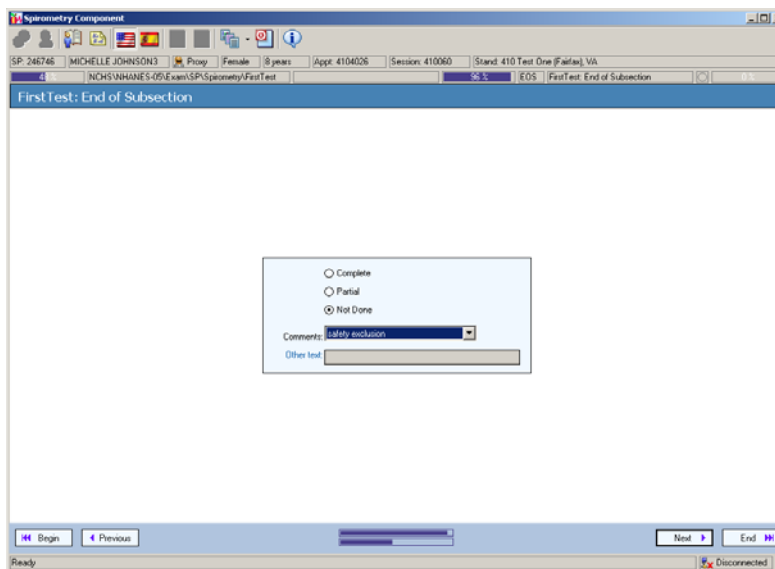 Spirometry Component
SP: 246746 MICHELLE JOHNSON3 Proxy Female 8 years Appt: 4104026 Session: 410060 Stand: 410 Test One (Fairfax), VA
NCHS\NHANES-05\Exam\SP\Spirometry\FirstTest 96 % EOS FirstTest: End of Subsection 0 %
FirstTest: End of Subsection
Complete
Partial
Not Done
Comments: safety exclusion
Other text:
Begin Previous Next End
Ready Disconnected